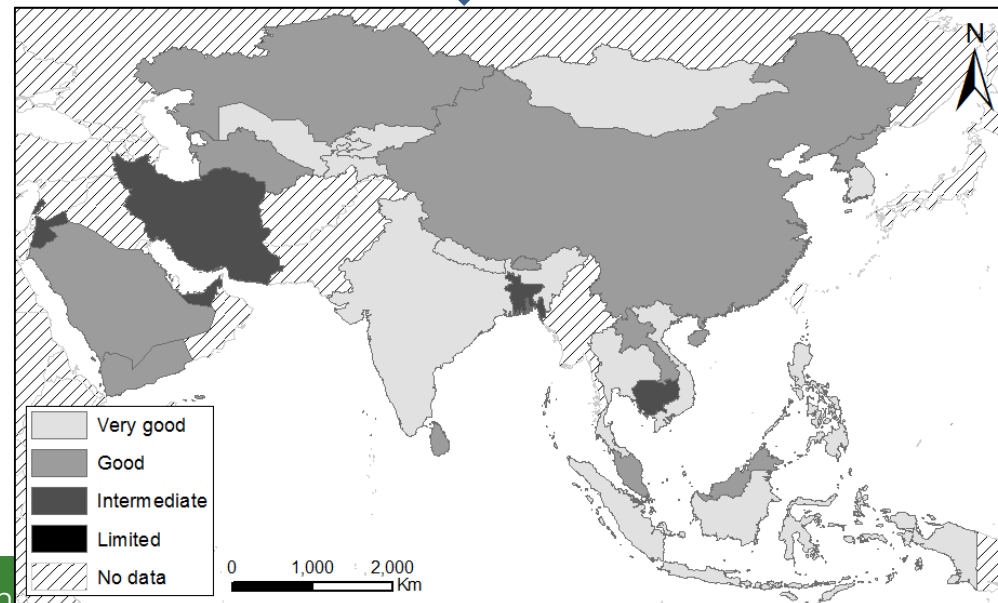 N
Very good
Good
Intermediate
Limited
No data
0 1,000 2,000
Km